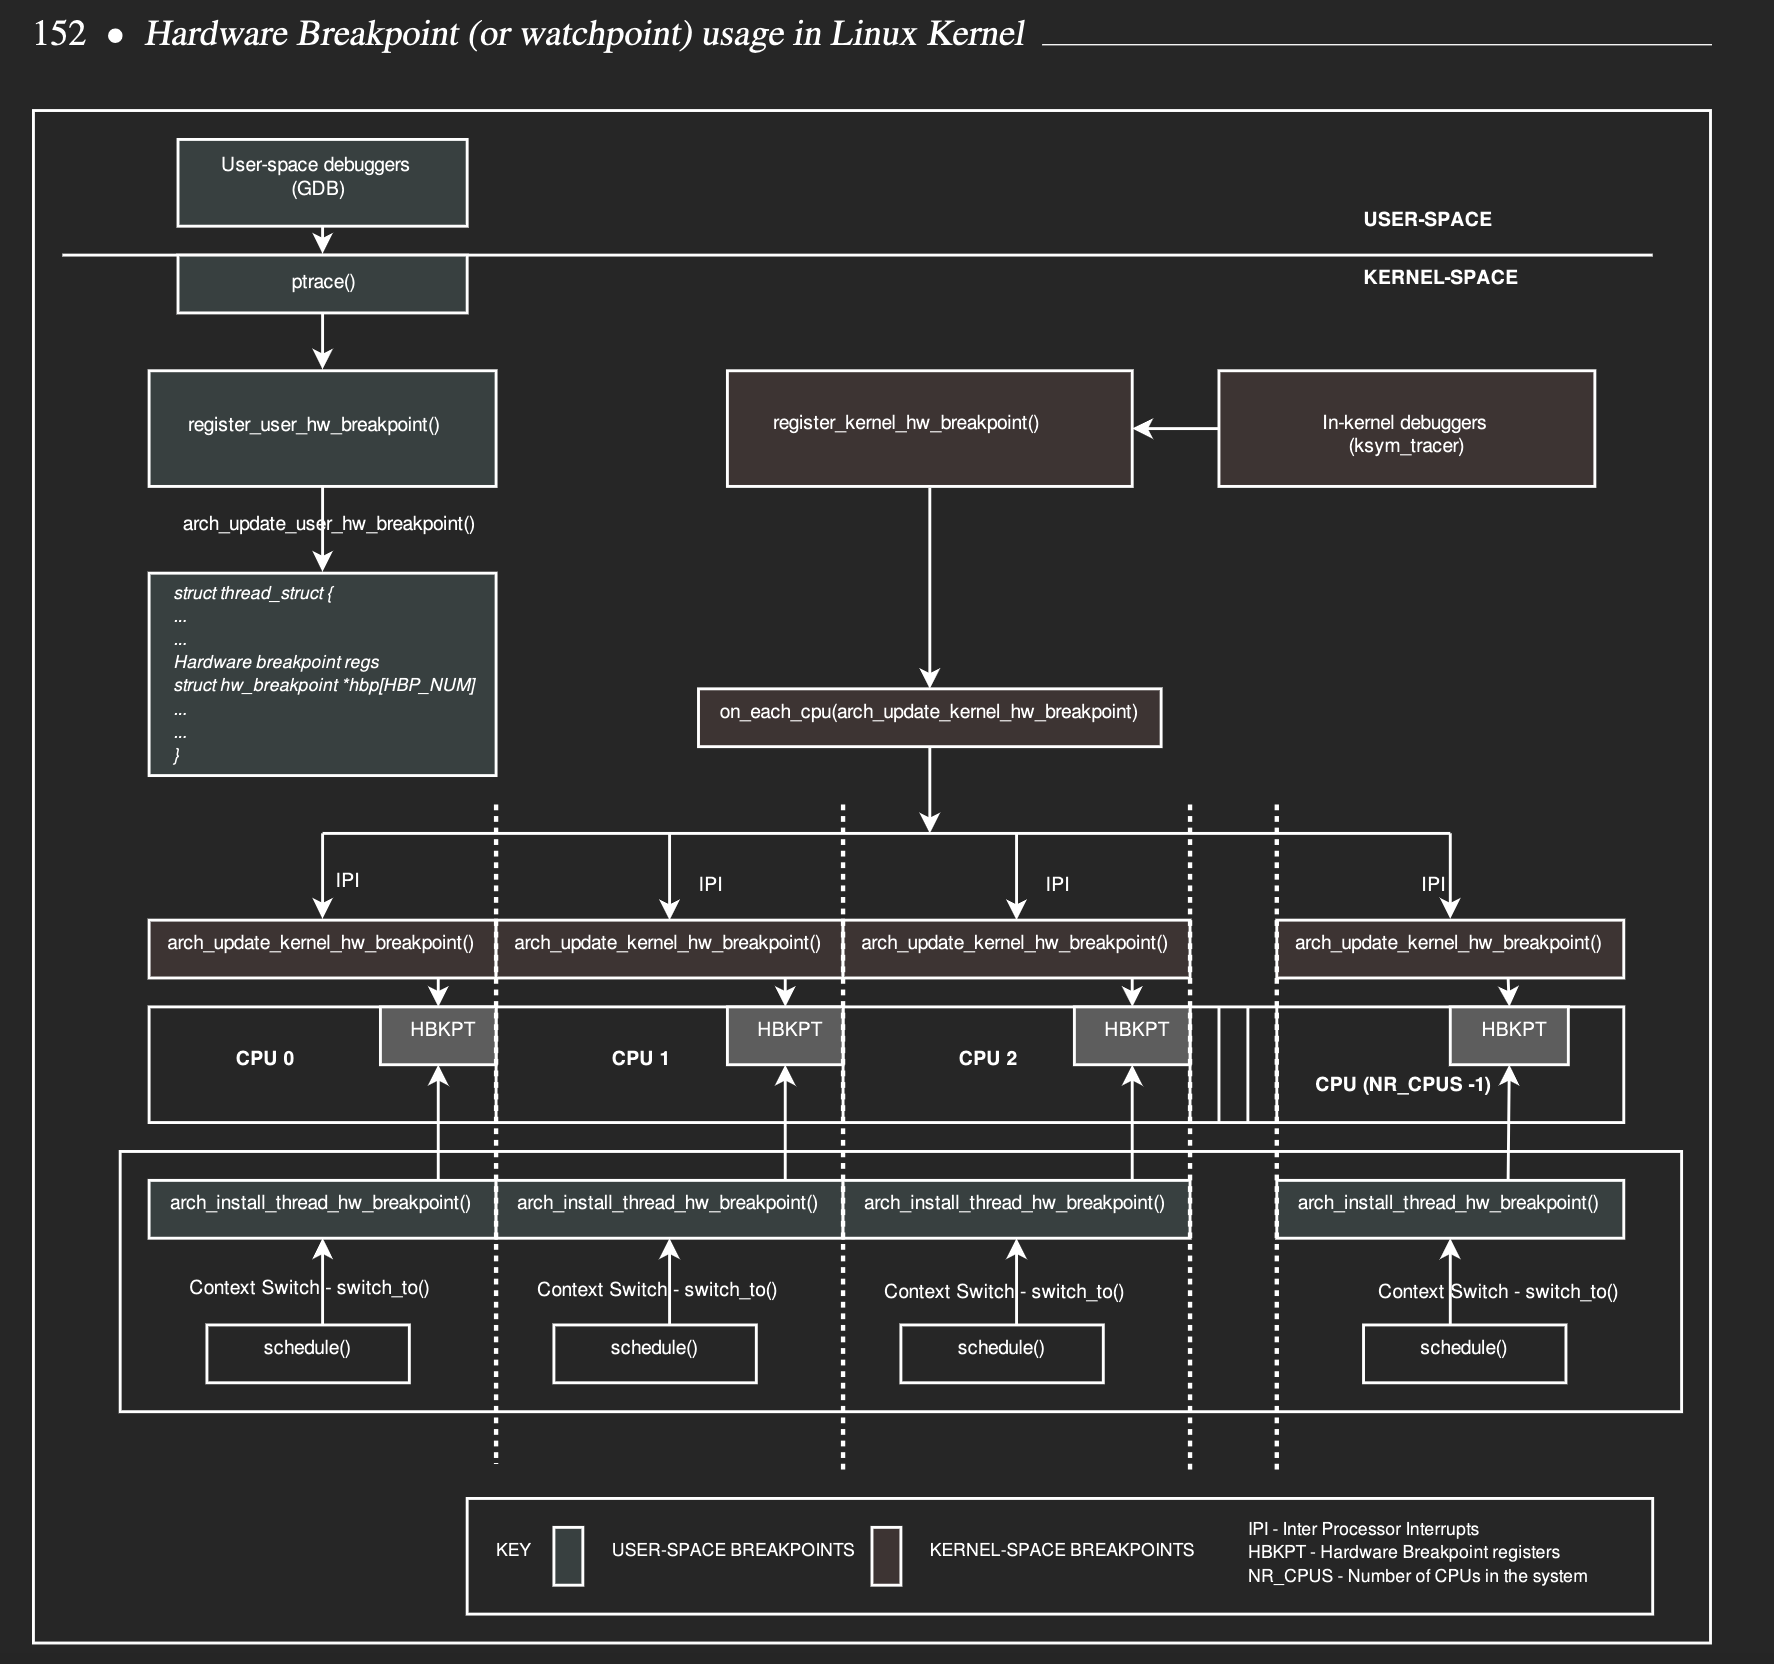 152 • Hardware Breakpoint (or watchpoint) usage in Linux Kernel
User-space debuggers
(GDB)
USER-SPACE
KERNEL-SPACE
ptrace()
register_user_hw_breakpoint()
register_kernel_hw_breakpoint()
In-kernel debuggers
(ksym_tracer)
arch_update_user_hw_breakpoint()
struct thread_struct {
...
...
Hardware breakpoint regs
struct hw_breakpoint *hbp[HBP_NUM]
...
...
}
on_each_cpu(arch_update_kernel_hw_breakpoint)
IPI
IPI
IPI
IPI
arch_update_kernel_hw_breakpoint()
arch_update_kernel_hw_breakpoint()
arch_update_kernel_hw_breakpoint()
arch_update_kernel_hw_breakpoint()
HBKPT
HBKPT
HBKPT
HBKPT
CPU 0
CPU 1
CPU 2
CPU (NR_CPUS -1)
arch_install_thread_hw_breakpoint()
arch_install_thread_hw_breakpoint()
arch_install_thread_hw_breakpoint()
arch_install_thread_hw_breakpoint()
Context Switch - switch_to()
Context Switch - switch_to()
Context Switch - switch_to()
Context Switch - switch_to()
schedule()
schedule()
schedule()
schedule()
KEY
USER-SPACE BREAKPOINTS
KERNEL-SPACE BREAKPOINTS
IPI - Inter Processor Interrupts
HBKPT - Hardware Breakpoint registers
NR_CPUS - Number of CPUs in the system